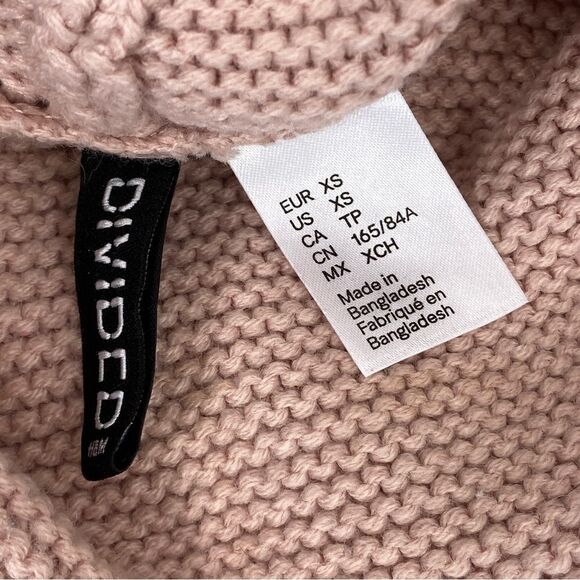 DIVIDED
H&M
EUR XS
US XS
CA TP
CN 165/84A
MX XCH
Made in
Bangladesh
Fabriqué en
Bangladesh